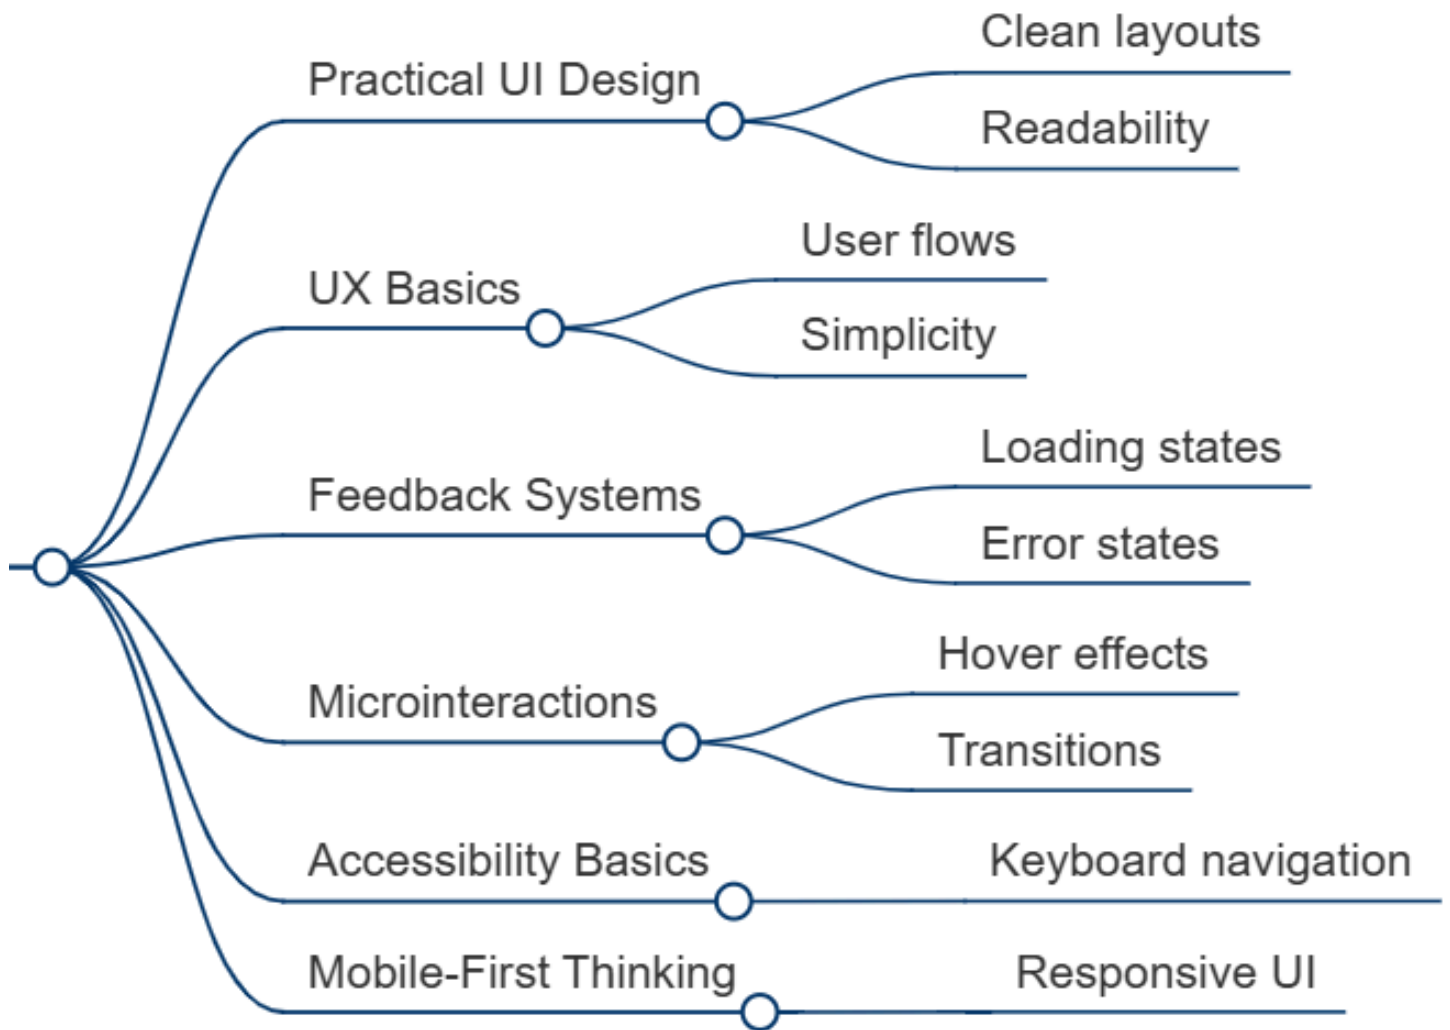 Practical UI Design
Clean layouts
Readability
UX Basics
User flows
Simplicity
Feedback Systems
Loading states
Error states
Microinteractions
Hover effects
Transitions
Accessibility Basics
Keyboard navigation
Mobile-First Thinking
Responsive UI